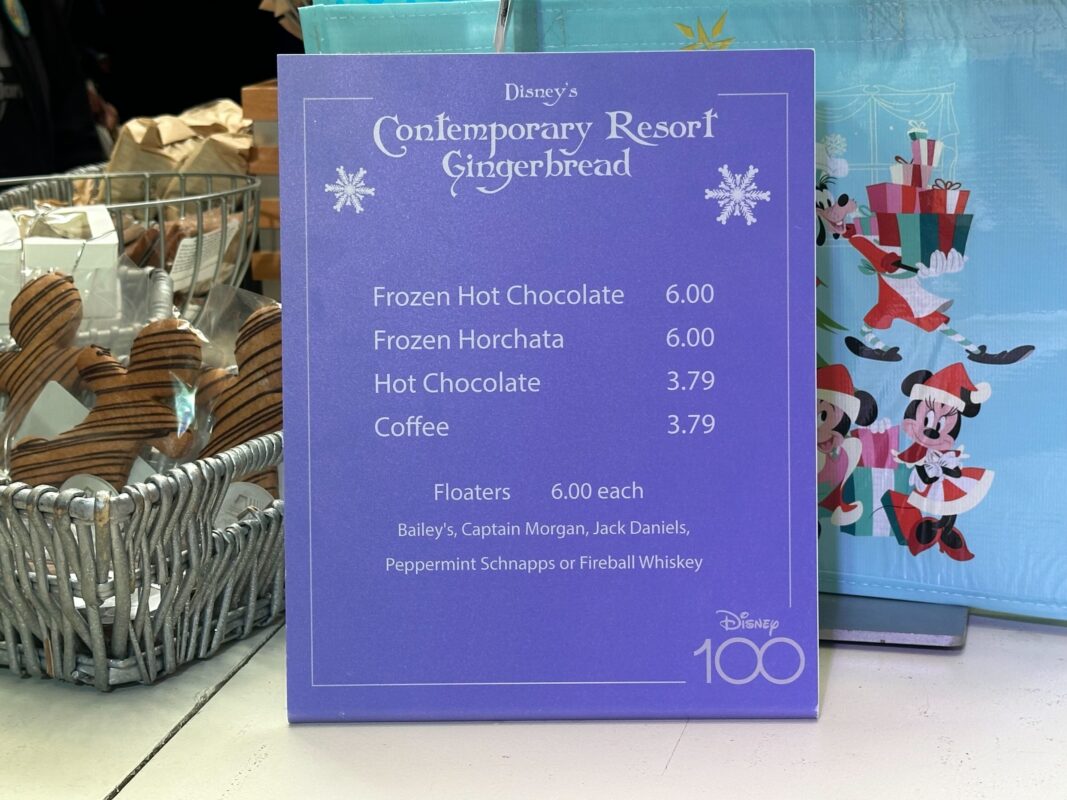 Disney's
Contemporary Resort
Gingerbread
Frozen Hot Chocolate 6.00
Frozen Horchata 6.00
Hot Chocolate 3.79
Coffee 3.79
Floaters 6.00 each
Bailey's, Captain Morgan, Jack Daniels,
Peppermint Schnapps or Fireball Whiskey
Disney
100